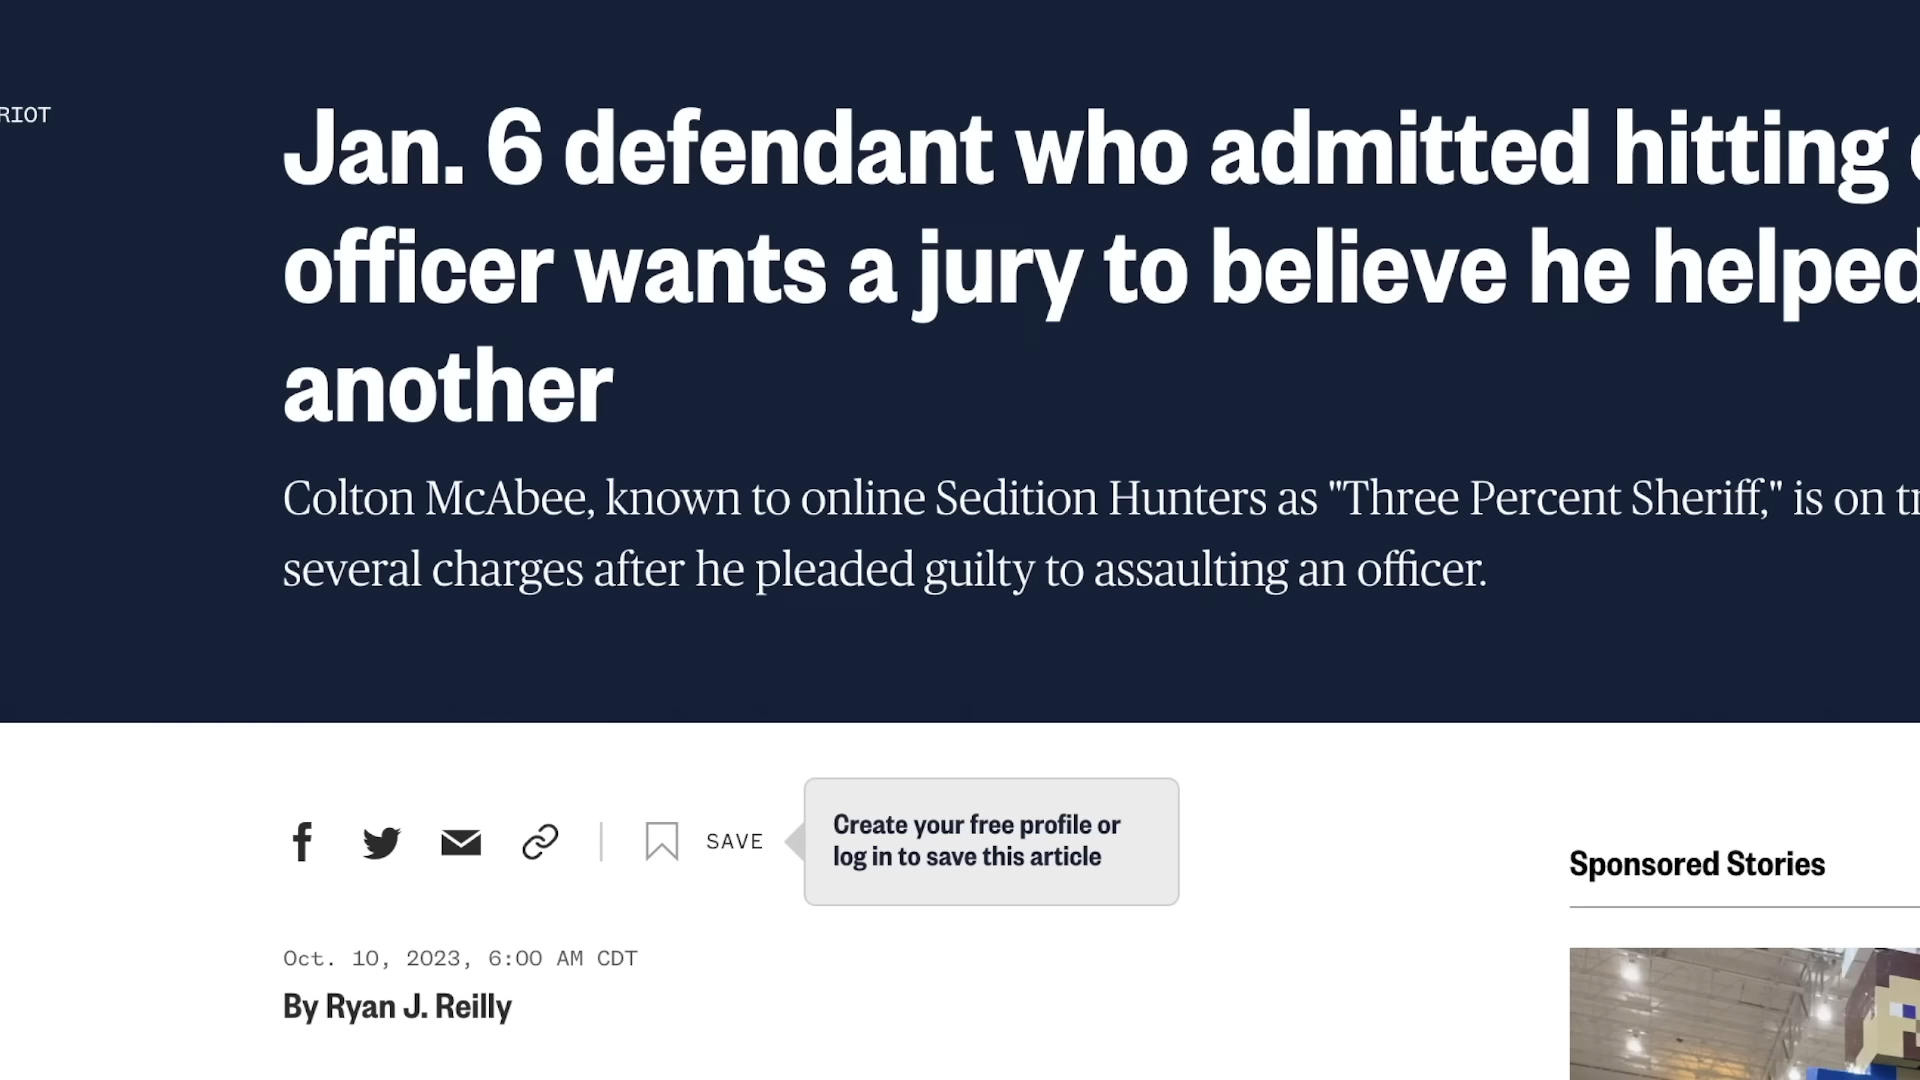 RIOT
Jan. 6 defendant who admitted hitting
officer wants a jury to believe he helped
another
Colton McAbee, known to online Sedition Hunters as "Three Percent Sheriff," is on
several charges after he pleaded guilty to assaulting an officer.
SAVE
Create your free profile or
log in to save this article
Sponsored Stories
Oct. 10, 2023, 6:00 AM CDT
By Ryan J. Reilly